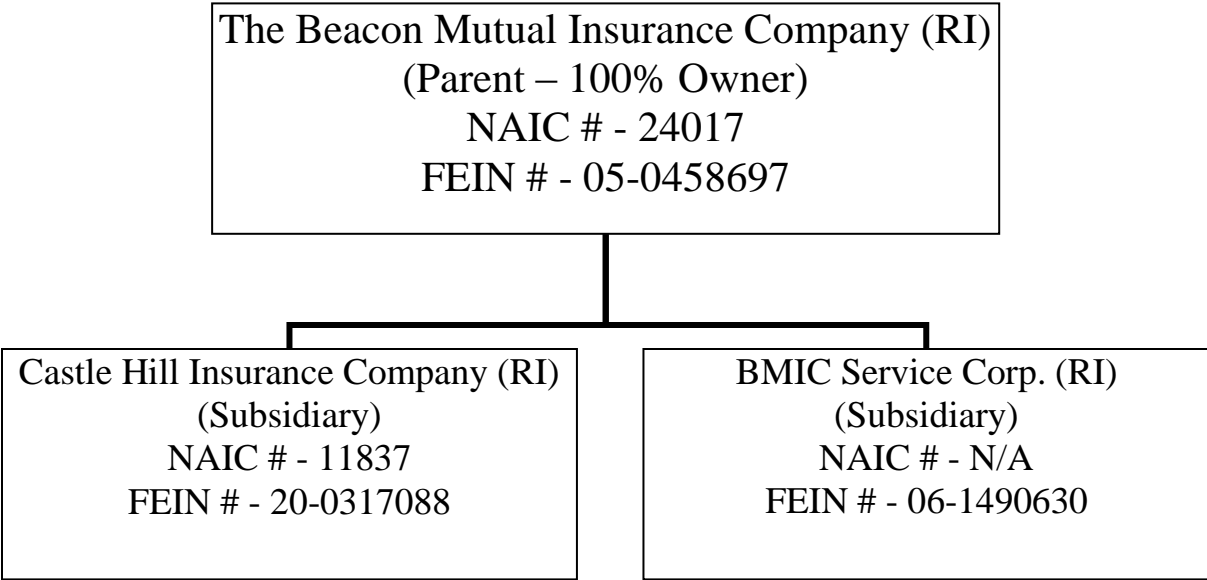 The Beacon Mutual Insurance Company (RI)
(Parent – 100% Owner)
NAIC # - 24017
FEIN # - 05-0458697
Castle Hill Insurance Company (RI)
(Subsidiary)
NAIC # - 11837
FEIN # - 20-0317088
BMIC Service Corp. (RI)
(Subsidiary)
NAIC # - N/A
FEIN # - 06-1490630